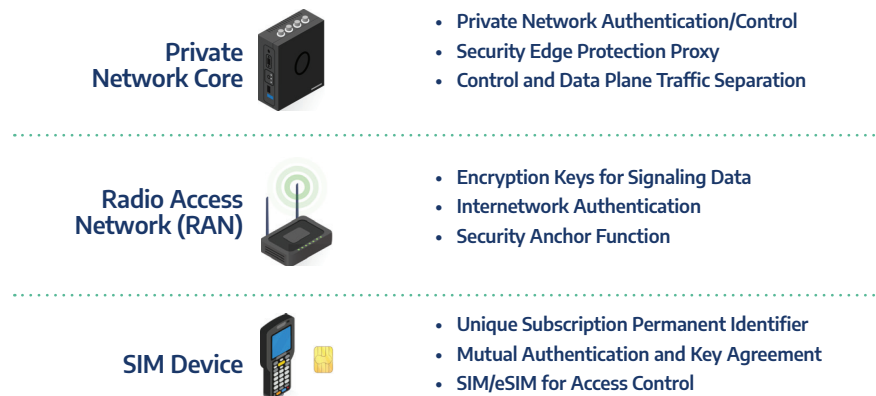 Private
Network Core
• Private Network Authentication/Control
• Security Edge Protection Proxy
• Control and Data Plane Traffic Separation
Radio Access
Network (RAN)
• Encryption Keys for Signaling Data
• Internetwork Authentication
• Security Anchor Function
SIM Device
• Unique Subscription Permanent Identifier
• Mutual Authentication and Key Agreement
• SIM/eSIM for Access Control